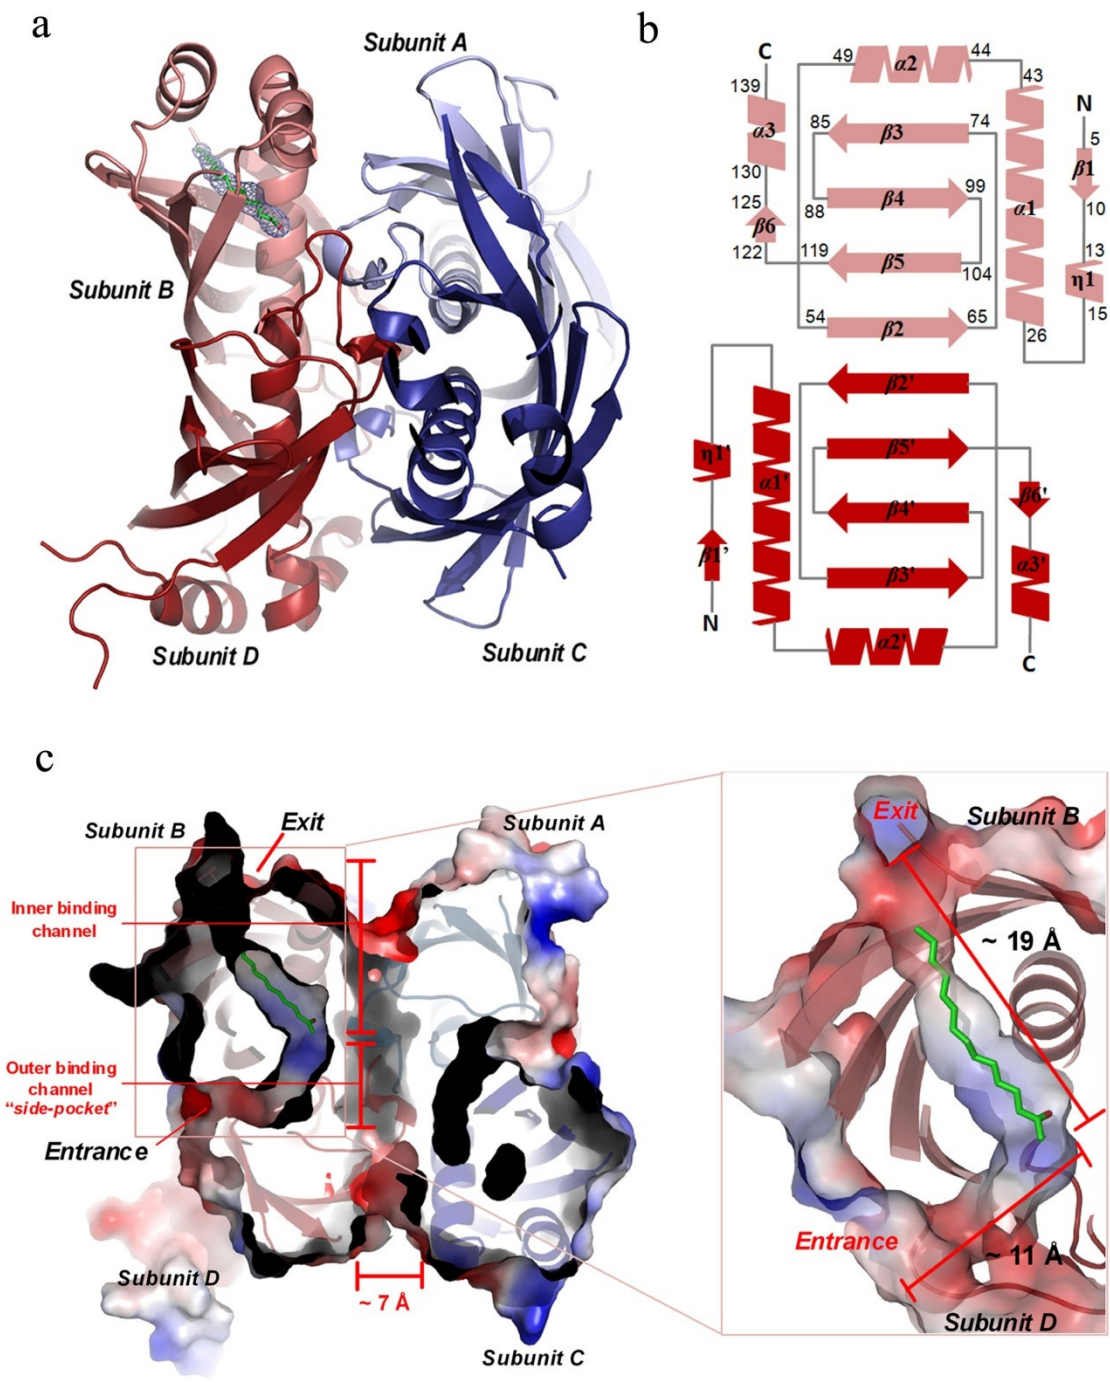 a
Subunit A
Subunit B
Subunit D
Subunit C
b
C
139
α3
130
125
β6
122
49
α2
44
43
N
5
β1
10
13
η1
15
85
β3
74
88
β4
99
α1
119
β5
104
54
β2
65
26
β2'
η1'
α1'
β5'
β6'
β4'
β1'
β3'
α3'
N
α2'
C
c
Subunit B
Exit
Subunit A
Inner binding
channel
Outer binding
channel
“side-pocket”
Entrance
Subunit D
~ 7 Å
Subunit C
Exit
Subunit B
~ 19 Å
Entrance
~ 11 Å
Subunit D